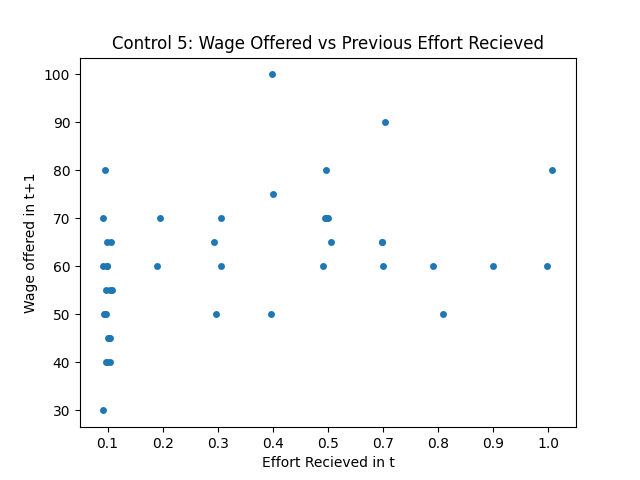 Control 5: Wage Offered vs Previous Effort Recieved
100
90
80
70
60
50
40
30
Wage offered in t+1
0.1 0.2 0.3 0.4 0.5 0.7 0.8 0.9 1.0
Effort Recieved in t